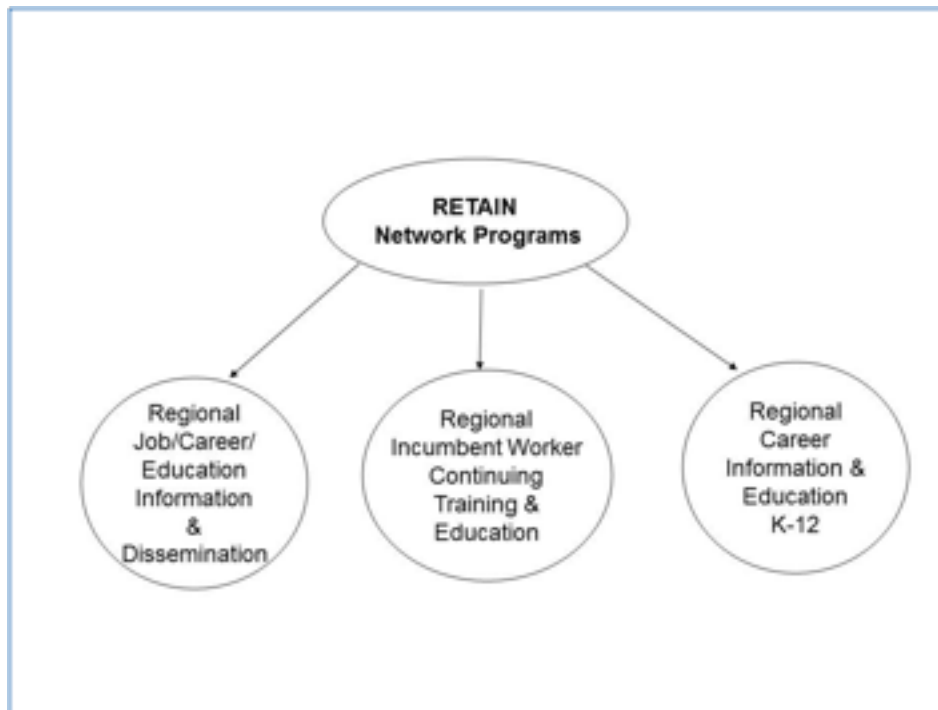 RETAIN
Network Programs
Regional
Job/Career/
Education
Information
&
Dissemination
Regional
Incumbent Worker
Continuing
Training &
Education
Regional
Career
Information &
Education
K-12